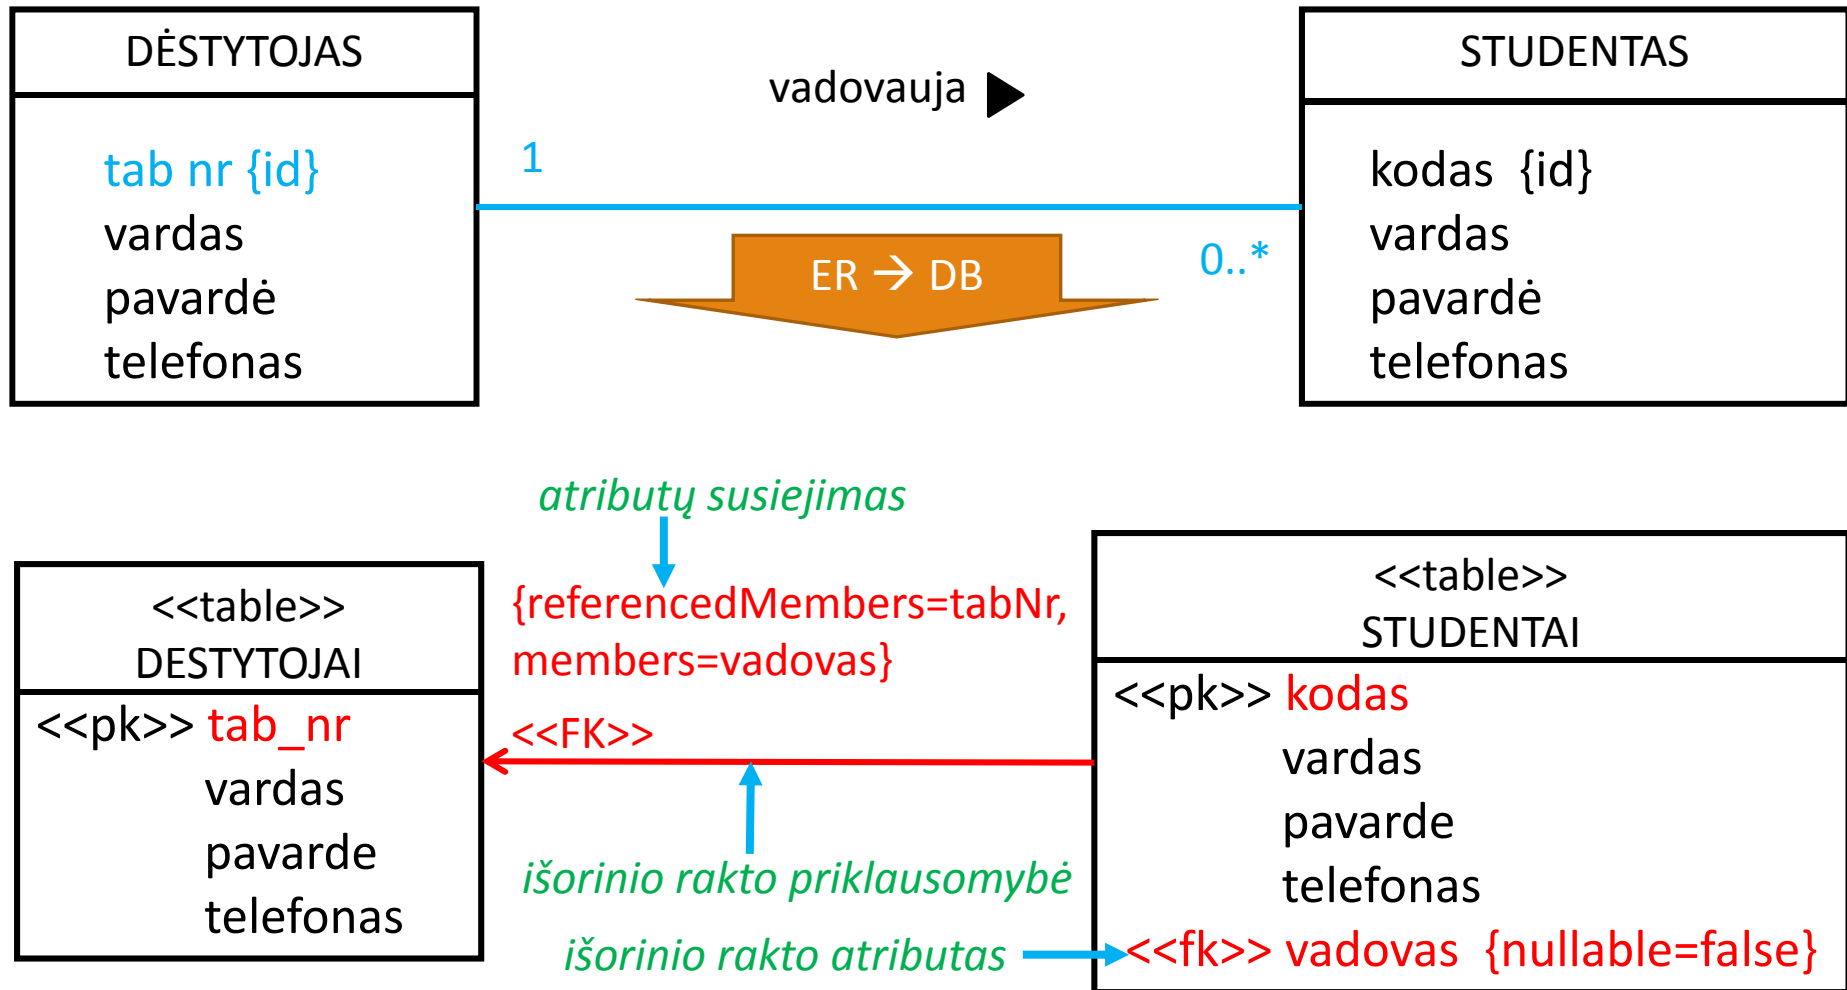 DĖSTYTOJAS
tab nr {id}
vardas
pavardė
telefonas
vadovauja
1
0..*
ER → DB
STUDENTAS
kodas {id}
vardas
pavardė
telefonas
atributų susiejimas
{referencedMembers=tabNr,
members=vadovas}
<<FK>>
išorinio rakto priklausomybė
išorinio rakto atributas
<<table>>
DESTYTOJAI
<<pk>> tab_nr
vardas
pavarde
telefonas
<<table>>
STUDENTAI
<<pk>> kodas
vardas
pavarde
telefonas
<<fk>> vadovas {nullable=false}